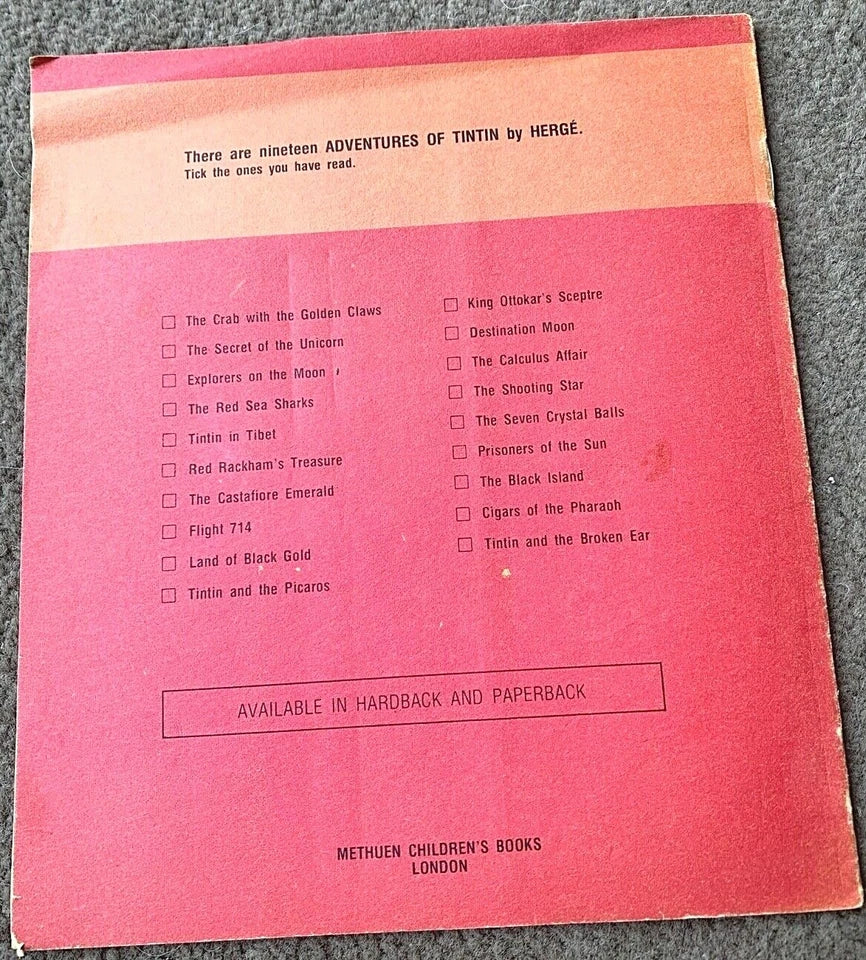 There are nineteen ADVENTURES OF TINTIN by HERGÉ.
Tick the ones you have read.
The Crab with the Golden Claws
The Secret of the Unicorn
Explorers on the Moon
The Red Sea Sharks
Tintin in Tibet
Red Rackham's Treasure
The Castafiore Emerald
Flight 714
Land of Black Gold
Tintin and the Picaros
King Ottokar's Sceptre
Destination Moon
The Calculus Affair
The Shooting Star
The Seven Crystal Balls
Prisoners of the Sun
The Black Island
Cigars of the Pharaoh
Tintin and the Broken Ear
AVAILABLE IN HARDBACK AND PAPERBACK
METHUEN CHILDREN'S BOOKS
LONDON